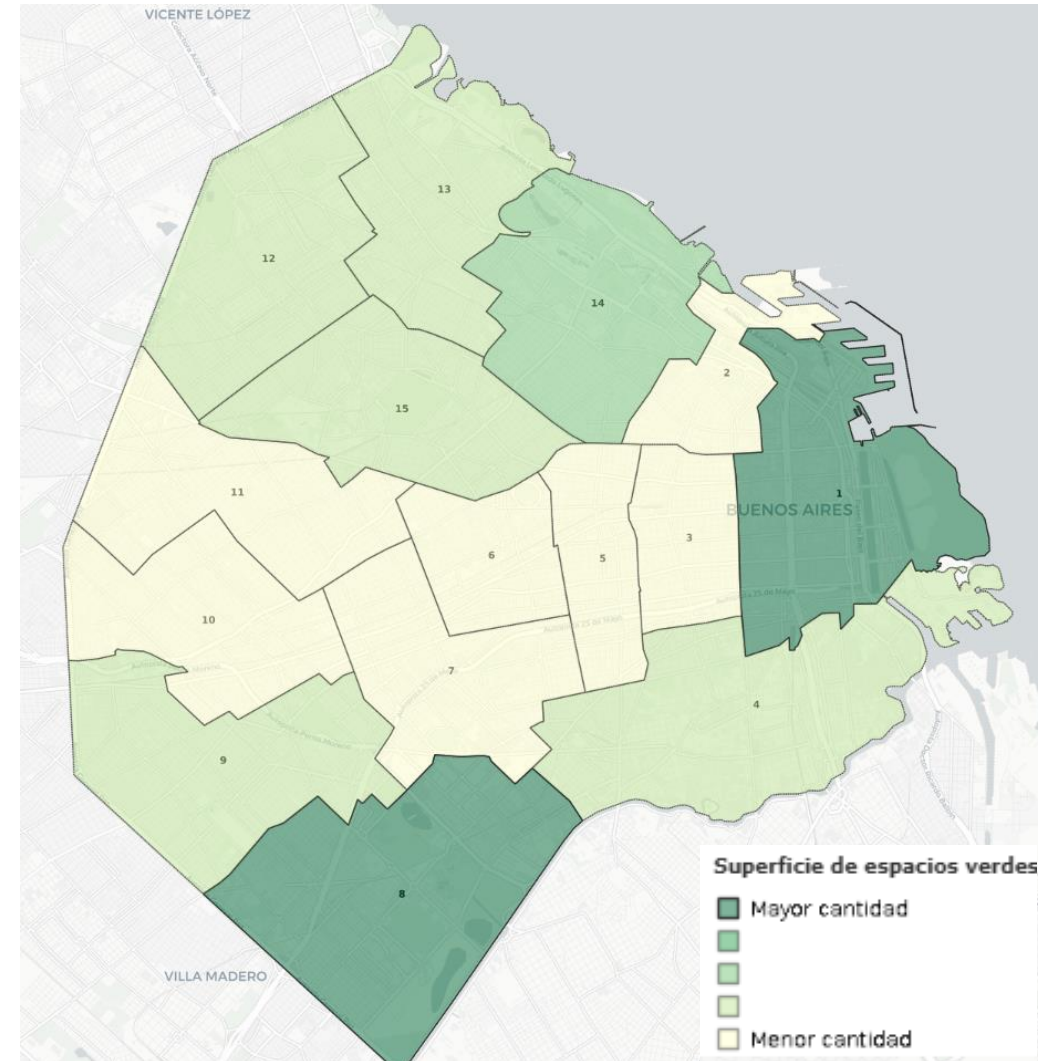 VICENTE LÓPEZ
13
12
14
2
15
11
1
BUENOS AIRES
3
6
5
10
7
4
9
8
VILLA MADERO
Superficie de espacios verdes
Mayor cantidad
Menor cantidad